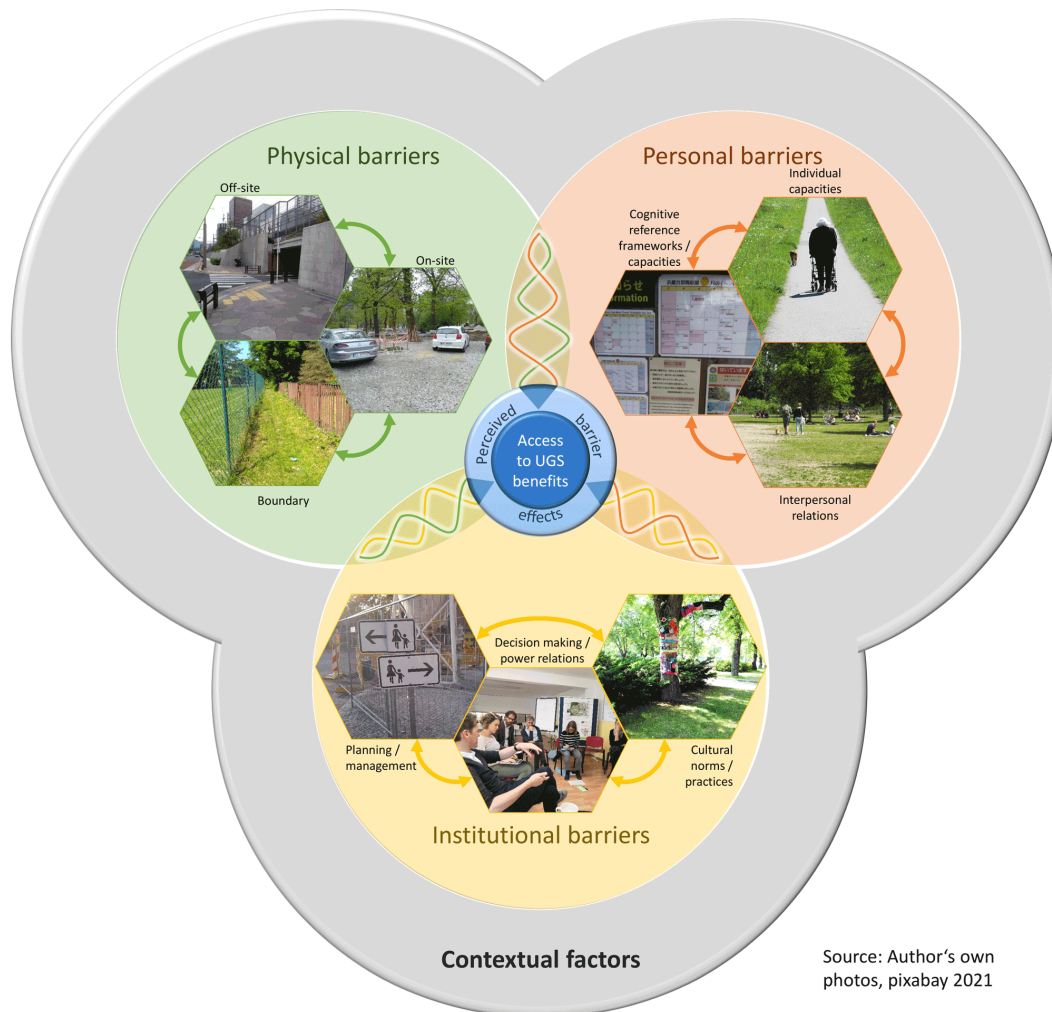 Physical barriers
Off-site
On-site
Boundary
Personal barriers
Individual
capacities
Cognitive
reference
frameworks /
capacities
Interpersonal
relations
Perceived
barrier
effects
Access
to UGS
benefits
Decision making /
power relations
Planning /
management
Cultural
norms /
practices
Institutional barriers
Contextual factors
Source: Author‘s own
photos, pixabay 2021